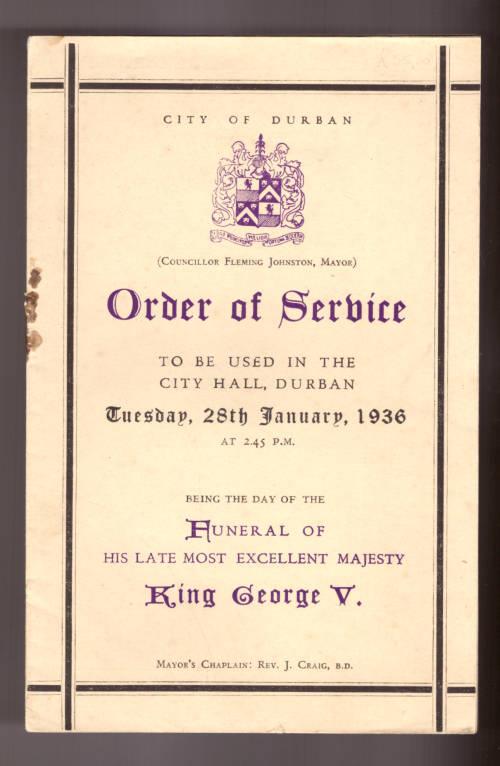 CITY OF DURBAN
(COUNCILLOR FLEMING JOHNSTON, MAYOR)
Order of Service
TO BE USED IN THE
CITY HALL, DURBAN
Tuesday, 28th January, 1936
AT 2.45 P.M.
BEING THE DAY OF THE
FUNERAL OF
HIS LATE MOST EXCELLENT MAJESTY
King George V.
MAYOR'S CHAPLAIN: REV. J. CRAIG, B.D.